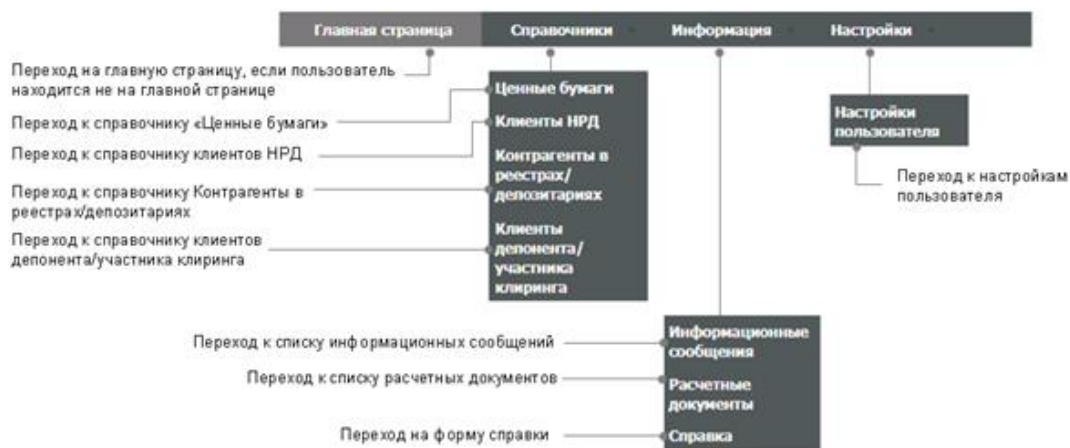 Главная страница
Справочники
Информация
Настройки
Переход на главную страницу, если пользователь
находится не на главной странице
Переход к справочнику «Ценные бумаги»
Переход к справочнику клиентов НРД
Переход к справочнику Контрагенты в
реестрах/депозитариях
Переход к справочнику клиентов
депонента/участника клиринга
Ценные бумаги
Клиенты НРД
Контрагенты в
реестрах/
депозитариях
Клиенты
депонента/
участника
клиринга
Настройки
пользователя
Переход к настройкам
пользователя
Переход к списку информационных сообщений
Переход к списку расчетных документов
Переход на форму справки
Информационные
сообщения
Расчетные
документы
Справка